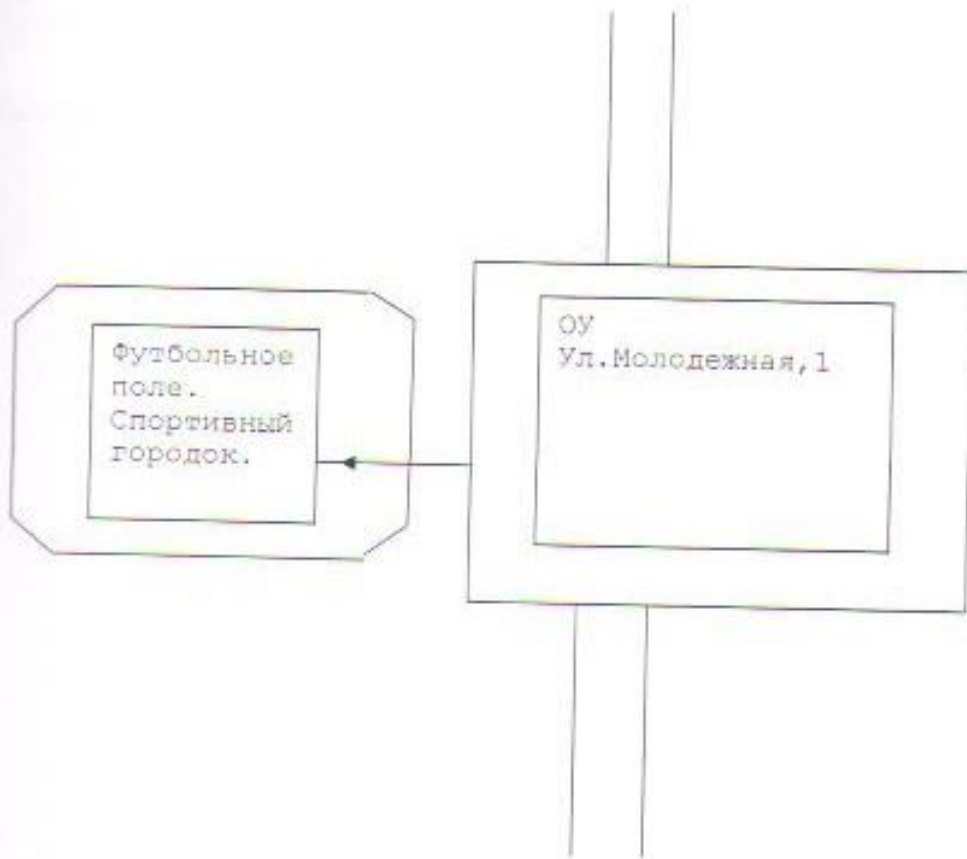 Футбольное
поле.
Спортивный
городок.
ОУ
Ул.Молодежная,1